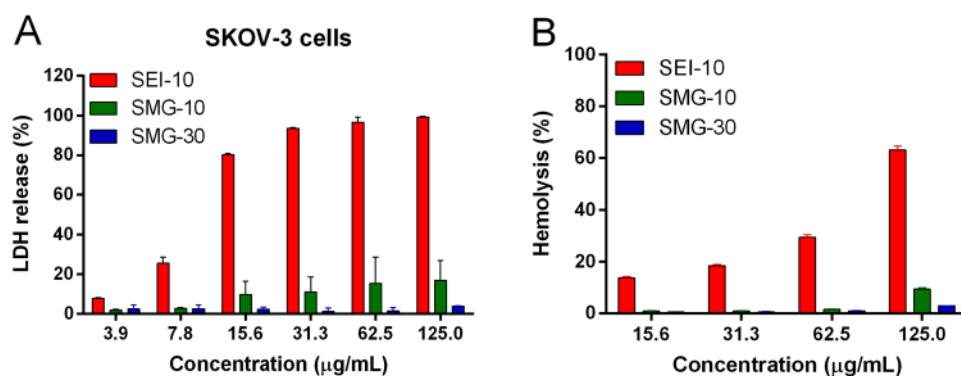 A
SKOV-3 cells
LDH release (%)
120
100
80
60
40
20
0
SEI-10
SMG-10
SMG-30
3.9 7.8 15.6 31.3 62.5 125.0
Concentration (μg/mL)
B
Hemolysis (%)
100
80
60
40
20
0
SEI-10
SMG-10
SMG-30
15.6 31.3 62.5 125.0
Concentration (μg/mL)